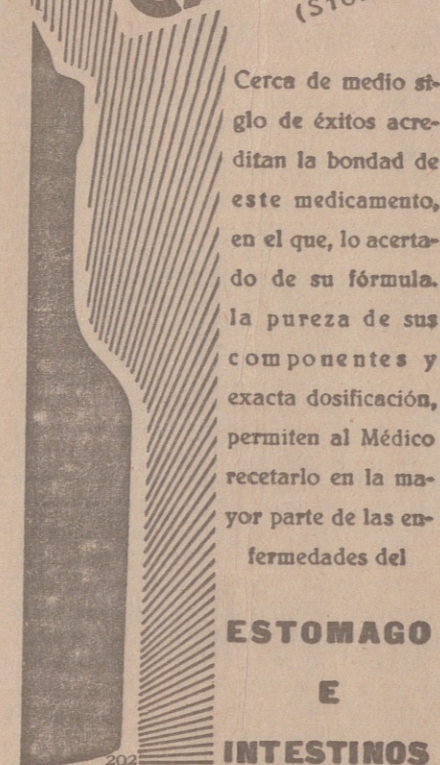 Cerca de medio si-
glo de éxitos acre-
ditan la bondad de
este medicamento,
en el que, lo acerta-
do de su fórmula.
la pureza de sus
componentes y
exacta dosificación,
permiten al Médico
recetarlo en la ma-
yor parte de las en-
fermedades del
ESTOMAGO
E
INTESTINOS
202